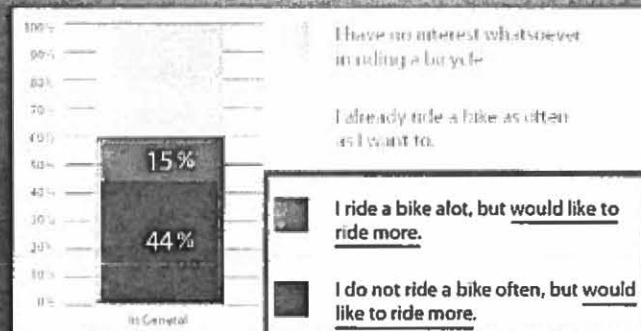 100%
90%
80%
70%
60%
50%
40%
30%
20%
10%
0%
15%
44%
In General
I have no interest whatsoever
in riding a bicycle
I already ride a bike as often
as I want to.
I ride a bike alot, but would like to
ride more.
I do not ride a bike often, but would
like to ride more.